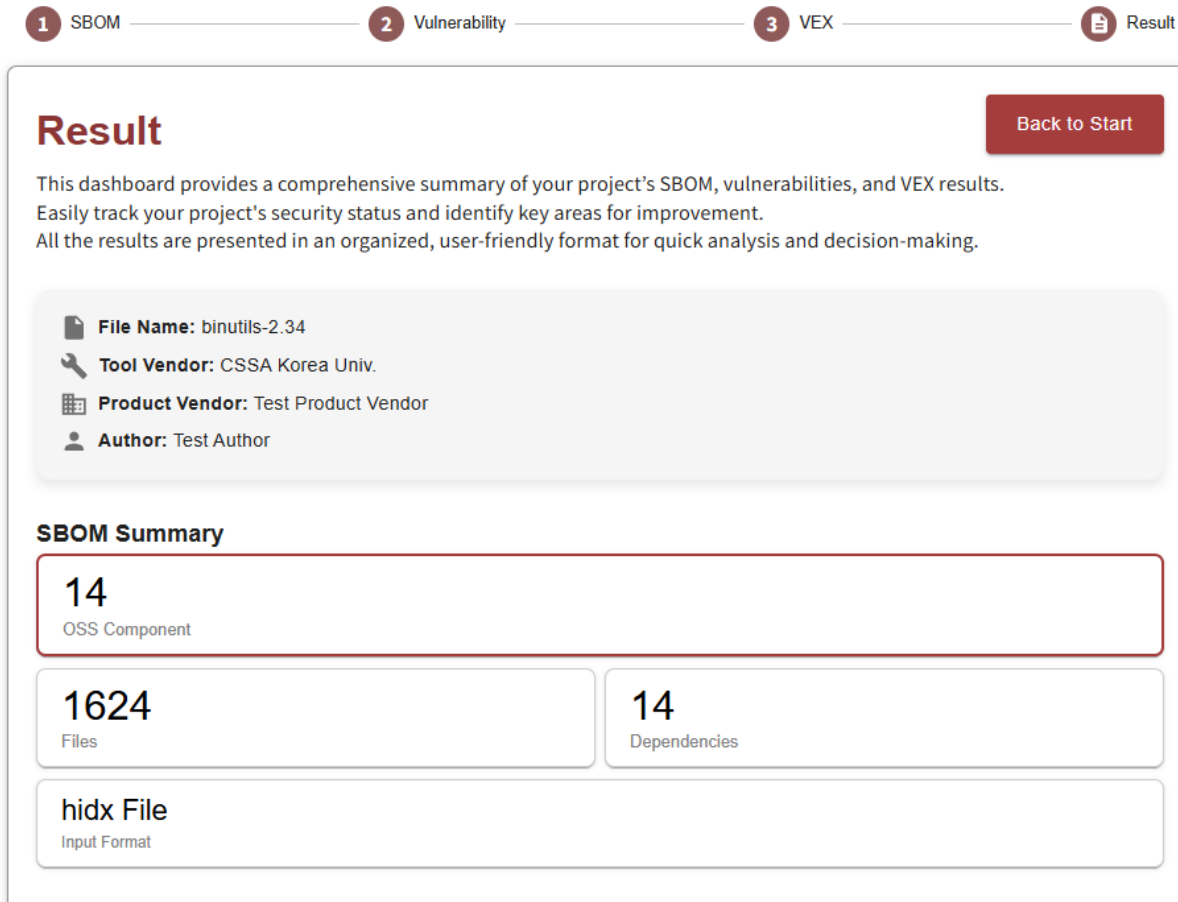 1 SBOM 2 Vulnerability 3 VEX Result
Result
Back to Start
This dashboard provides a comprehensive summary of your project’s SBOM, vulnerabilities, and VEX results.
Easily track your project's security status and identify key areas for improvement.
All the results are presented in an organized, user-friendly format for quick analysis and decision-making.
File Name: binutils-2.34
Tool Vendor: CSSA Korea Univ.
Product Vendor: Test Product Vendor
Author: Test Author
SBOM Summary
14
OSS Component
1624
Files
14
Dependencies
hidx File
Input Format